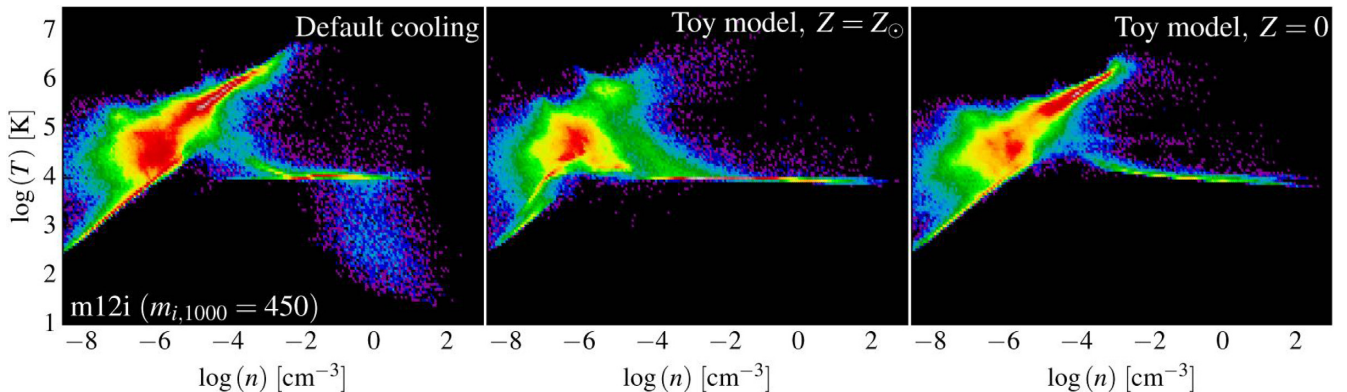 Default cooling
Toy model, Z = Z⊙
Toy model, Z = 0
log (T) [K]
7
6
5
4
3
2
1
m12i (m_{i,1000} = 450)
−8 −6 −4 −2 0 2
−8 −6 −4 −2 0 2
−8 −6 −4 −2 0 2
log (n) [cm⁻³]
log (n) [cm⁻³]
log (n) [cm⁻³]